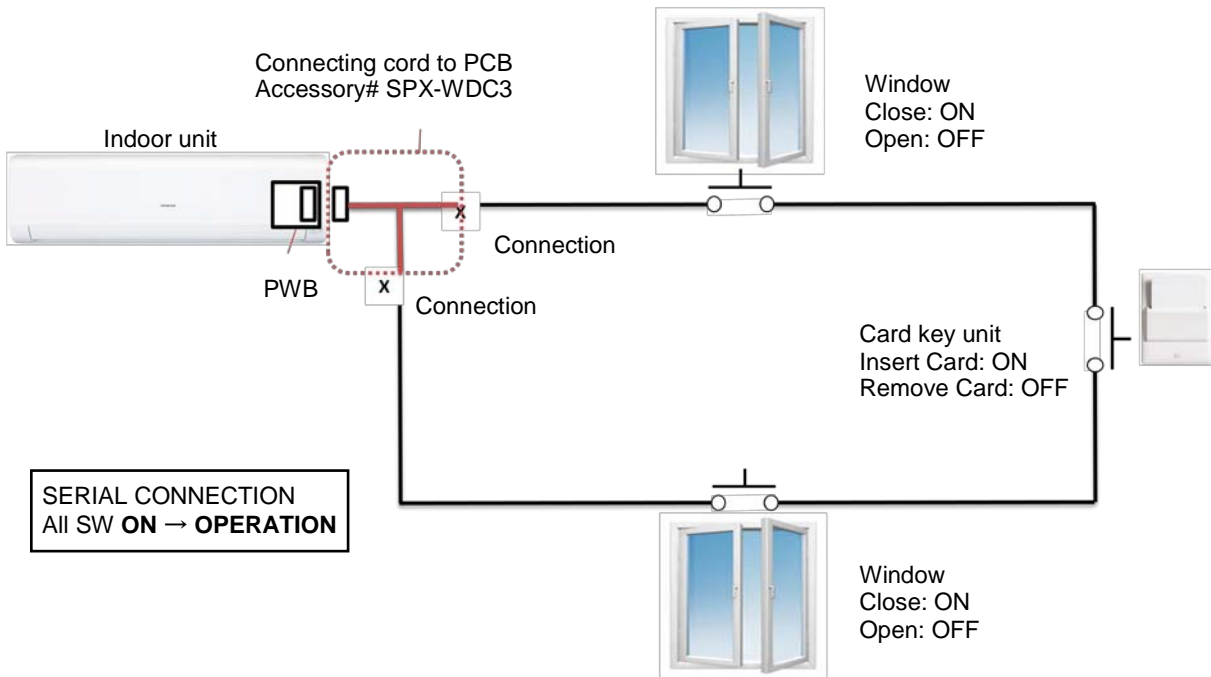 Connecting cord to PCB
Accessory# SPX-WDC3
Window
Close: ON
Open: OFF
Indoor unit
X
Connection
PWB
X
Connection
Card key unit
Insert Card: ON
Remove Card: OFF
SERIAL CONNECTION
All SW ON → OPERATION
Window
Close: ON
Open: OFF